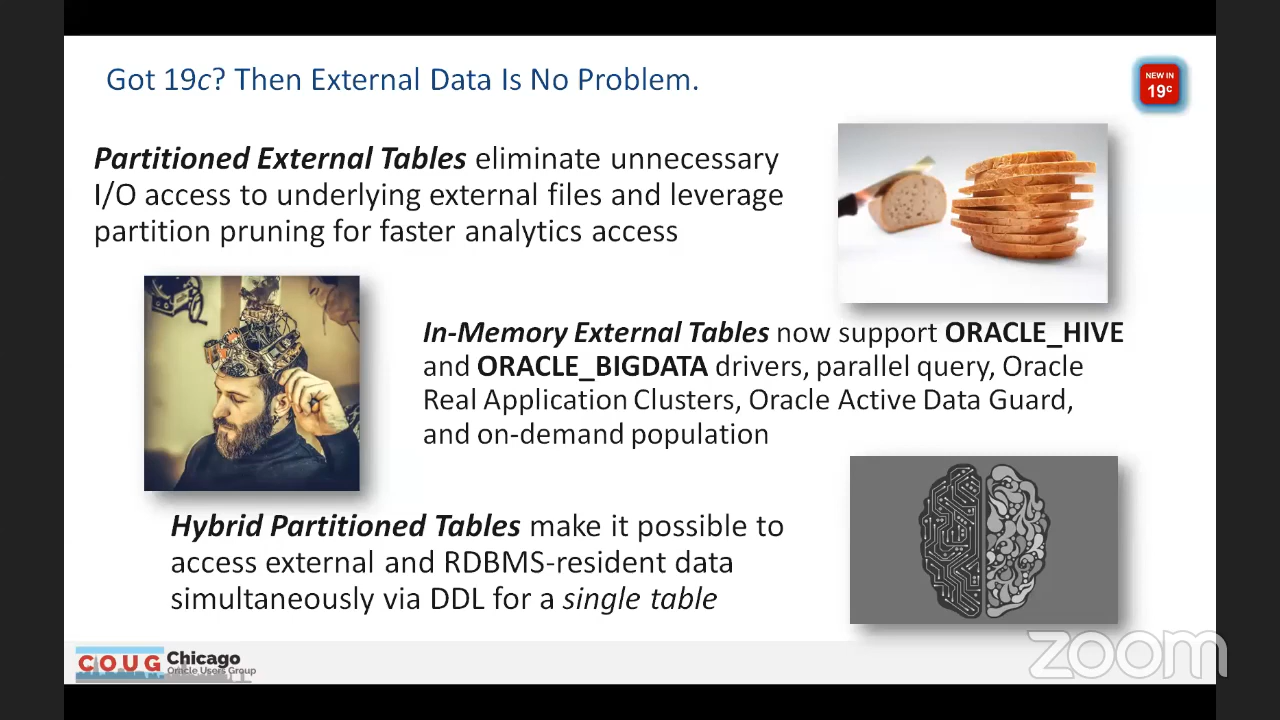 Got 19c? Then External Data Is No Problem.
NEW IN
19c
Partitioned External Tables eliminate unnecessary
I/O access to underlying external files and leverage
partition pruning for faster analytics access
In-Memory External Tables now support ORACLE_HIVE
and ORACLE_BIGDATA drivers, parallel query, Oracle
Real Application Clusters, Oracle Active Data Guard,
and on-demand population
Hybrid Partitioned Tables make it possible to
access external and RDBMS-resident data
simultaneously via DDL for a single table
COUG Chicago
Oracle Users Group
zoom